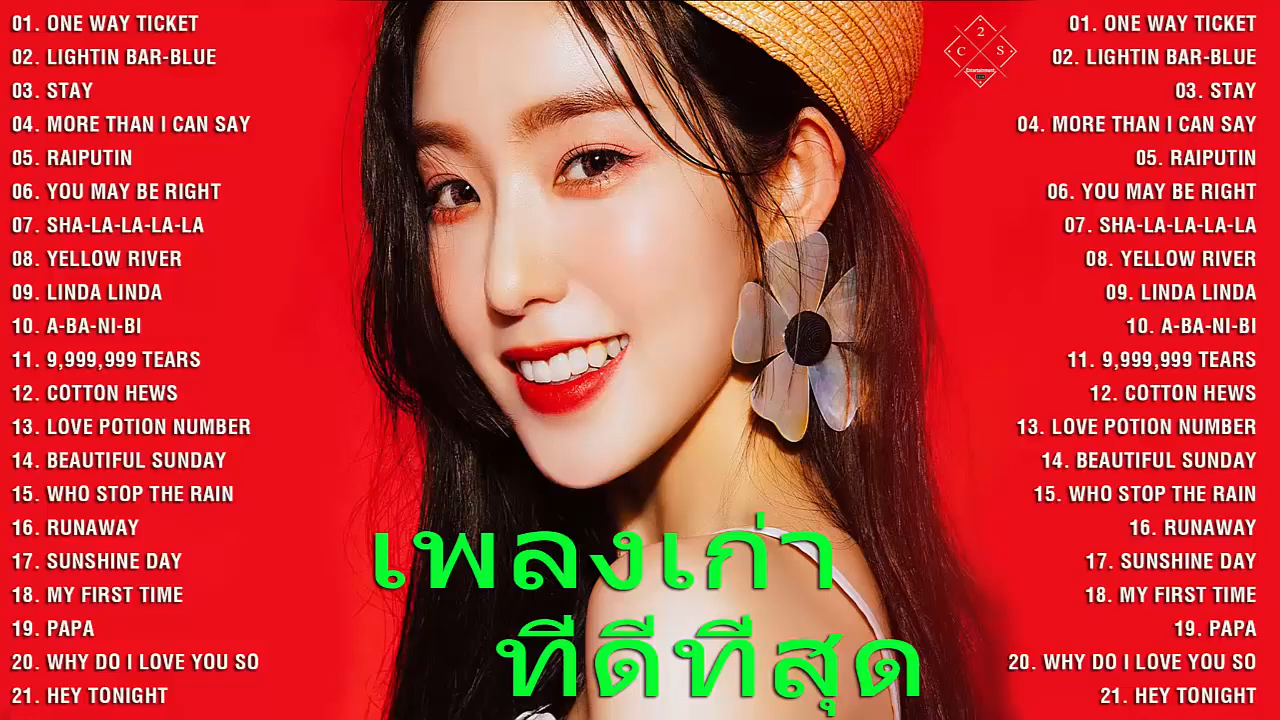 01. ONE WAY TICKET
02. LIGHTIN BAR-BLUE
03. STAY
04. MORE THAN I CAN SAY
05. RAIPUTIN
06. YOU MAY BE RIGHT
07. SHA-LA-LA-LA-LA
08. YELLOW RIVER
09. LINDA LINDA
10. A-BA-NI-BI
11. 9,999,999 TEARS
12. COTTON HEWS
13. LOVE POTION NUMBER
14. BEAUTIFUL SUNDAY
15. WHO STOP THE RAIN
16. RUNAWAY
17. SUNSHINE DAY
18. MY FIRST TIME
19. PAPA
20. WHY DO I LOVE YOU SO
21. HEY TONIGHT
เพลงเก่า
ที่ดีที่สุด
2
C S
Entertainment
01. ONE WAY TICKET
02. LIGHTIN BAR-BLUE
03. STAY
04. MORE THAN I CAN SAY
05. RAIPUTIN
06. YOU MAY BE RIGHT
07. SHA-LA-LA-LA-LA
08. YELLOW RIVER
09. LINDA LINDA
10. A-BA-NI-BI
11. 9,999,999 TEARS
12. COTTON HEWS
13. LOVE POTION NUMBER
14. BEAUTIFUL SUNDAY
15. WHO STOP THE RAIN
16. RUNAWAY
17. SUNSHINE DAY
18. MY FIRST TIME
19. PAPA
20. WHY DO I LOVE YOU SO
21. HEY TONIGHT